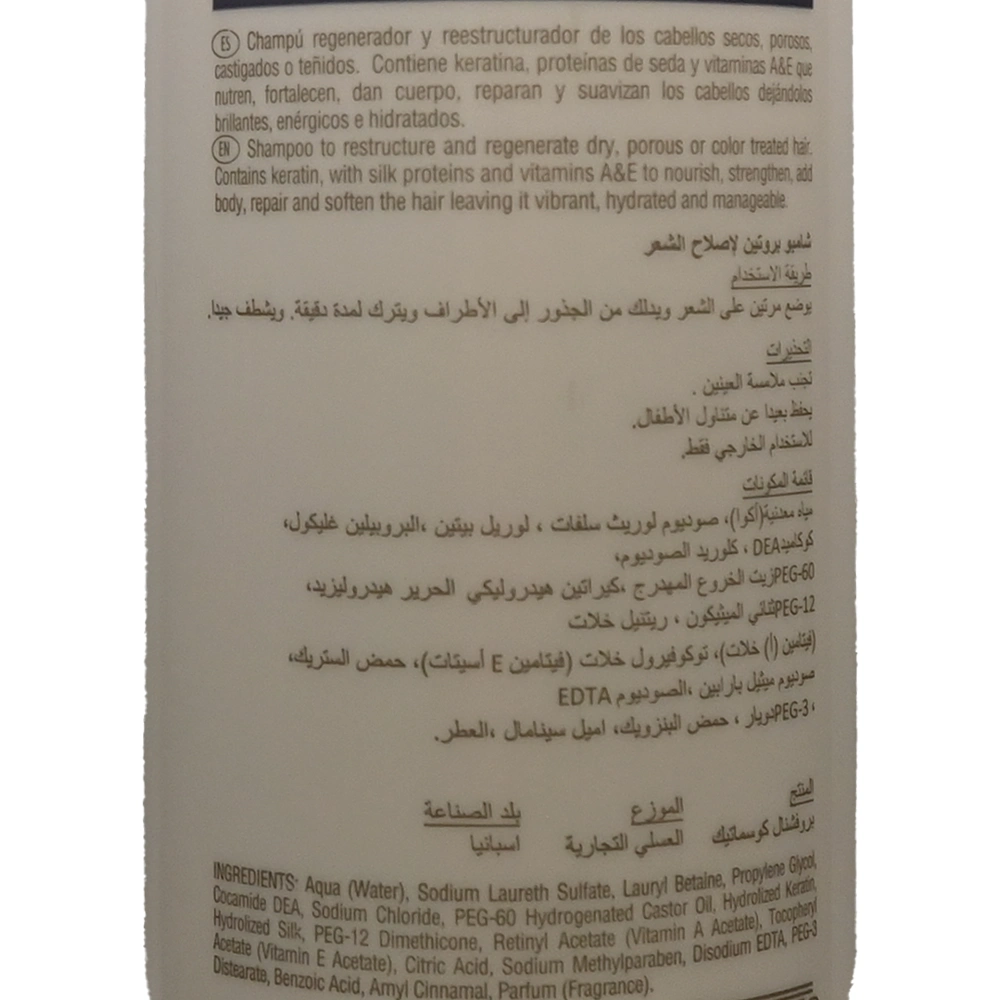 ES Champú regenerador y reestructurador de los cabellos secos, porosos,
castigados o teñidos. Contiene keratina, proteínas de seda y vitaminas A&E que
nutren, fortalecen, dan cuerpo, reparan y suavizan los cabellos dejándolos
brillantes, enérgicos e hidratados.
EN Shampoo to restructure and regenerate dry, porous or color treated hair.
Contains keratin, with silk proteins and vitamins A&E to nourish, strengthen, add
body, repair and soften the hair leaving it vibrant, hydrated and manageable.
شامبو بروتين لإصلاح الشعر
طريقة الاستخدام
يوضع مرتين على الشعر ويدلك من الجذور إلى الأطراف ويترك لمدة دقيقة. ويشطف جيدا.
التحذيرات
تجنب ملامسة العينين .
يحفظ بعيدا عن متناول الأطفال.
للاستخدام الخارجي فقط.
قائمة المكونات
مياه معدنية(أكوا)، صوديوم لوريث سلفات ، لوريل بيتين ،البروبيلين غليكول،
كوكاميدDEA ، كلوريد الصوديوم،
PEG-60زيت الخروع المهدرج ،كيراتين هيدروليكي الحرير هيدروليزيد،
PEG-12ثنائي الميثيكون ، ريتنيل خلات
(فيتامين (أ) خلات)، توكوفيرول خلات (فيتامين E أسيتات)، حمض الستريك،
صوديوم ميثيل بارابين ،الصوديوم EDTA
، PEG-3دويار ، حمض البنزويك، اميل سينامال ،العطر.
المنتج الموزع بلد الصناعة
بروفشنال كوسماتيك العسلي التجارية اسبانيا
INGREDIENTS: Aqua (Water), Sodium Laureth Sulfate, Lauryl Betaine, Propylene Glycol,
Cocamide DEA, Sodium Chloride, PEG-60 Hydrogenated Castor Oil, Hydrolized Keratin,
Hydrolized Silk, PEG-12 Dimethicone, Retinyl Acetate (Vitamin A Acetate), Tocopheryl
Acetate (Vitamin E Acetate), Citric Acid, Sodium Methylparaben, Disodium EDTA, PEG-3
Distearate, Benzoic Acid, Amyl Cinnamal, Parfum (Fragrance).